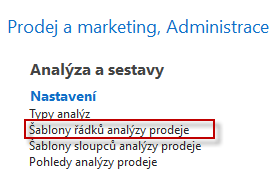 Prodej a marketing, Administrace
Analýza a sestavy
Nastavení
Typy analýz
Šablony řádků analýzy prodeje
Šablony sloupců analýzy prodeje
Pohledy analýzy prodeje